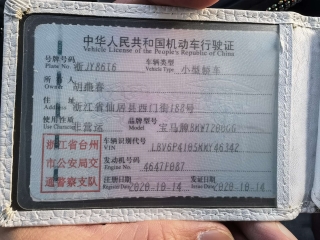 中华人民共和国机动车行驶证
Vehicle License of the People's Republic of China
号牌号码 浙JY86T6 车辆类型 小型轿车
Plate No. Vehicle Type
所有人
Owner
住址 浙江省仙居县西门街188号
Address
使用性质 非营运 品牌型号 宝马牌
Use Character Model
浙江省台州 车辆识别代号
市公安局交 VIN
通警察支队 发动机号码 4647F087
Engine No.
注册日期 2020-10-14 发证日期 2020-10-14
Register Date Issue Date